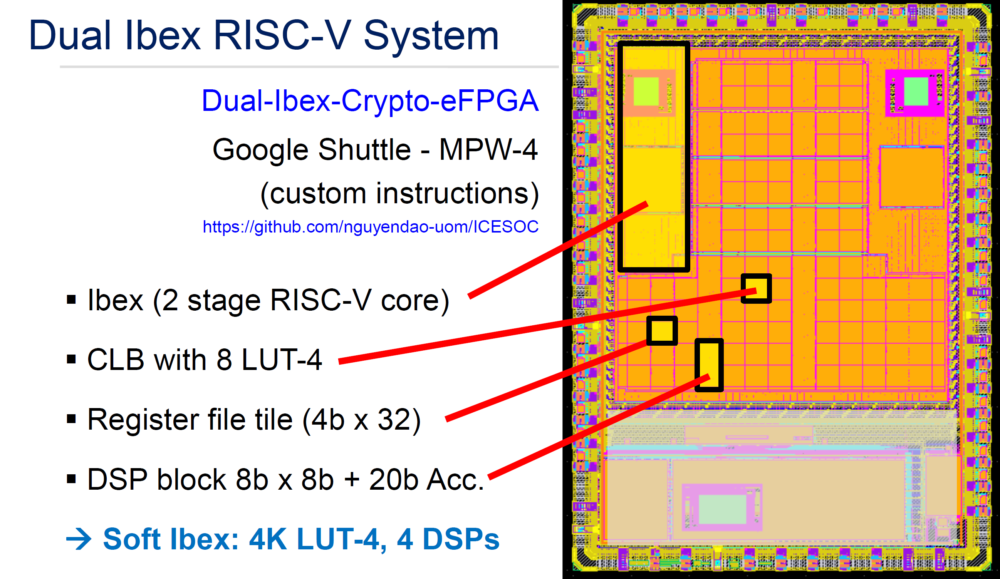 Dual Ibex RISC-V System
Dual-Ibex-Crypto-eFPGA
Google Shuttle - MPW-4
(custom instructions)
https://github.com/nguyendao-uom/ICESOC
▪ Ibex (2 stage RISC-V core)
▪ CLB with 8 LUT-4
▪ Register file tile (4b x 32)
▪ DSP block 8b x 8b + 20b Acc.
→ Soft Ibex: 4K LUT-4, 4 DSPs